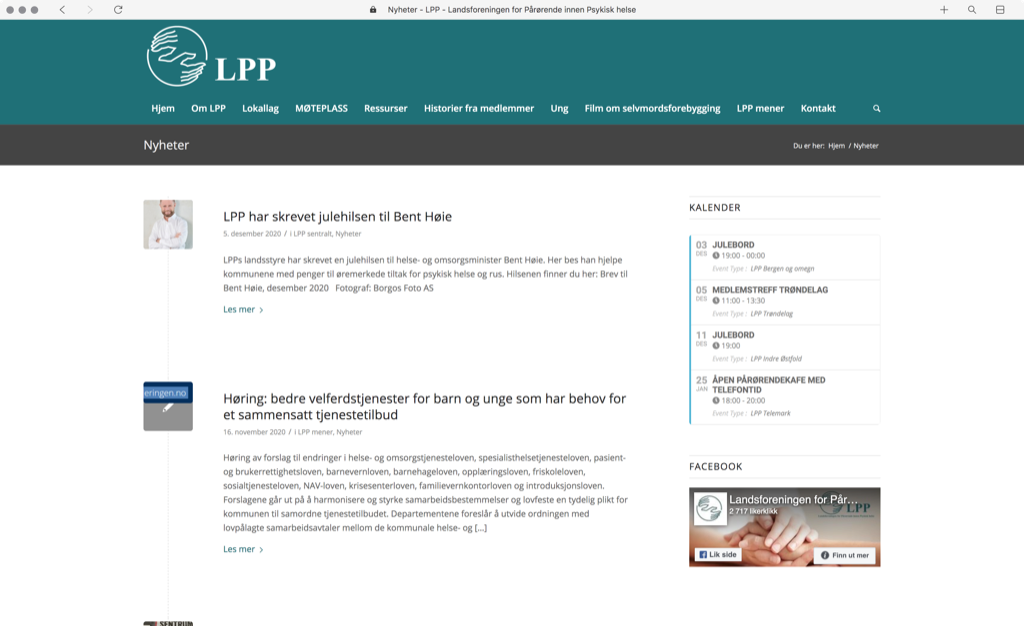 Nyheter - LPP - Landsforeningen for Pårørende innen Psykisk helse
LPP
Hjem Om LPP Lokallag MØTEPLASS Ressurser Historier fra medlemmer Ung Film om selvmordsforebygging LPP mener Kontakt
Nyheter
Du er her: Hjem / Nyheter
LPP har skrevet julehilsen til Bent Høie
5. desember 2020 / i LPP sentralt, Nyheter
LPPs landsstyre har skrevet en julehilsen til helse- og omsorgsminister Bent Høie. Her bes han hjelpe
kommunene med penger til øremerkede tiltak for psykisk helse og rus. Hilsenen finner du her: Brev til
Bent Høie, desember 2020 Fotograf: Borgos Foto AS
Les mer
eringen.no
Høring: bedre velferdstjenester for barn og unge som har behov for
et sammensatt tjenestetilbud
16. november 2020 / i LPP mener, Nyheter
Høring av forslag til endringer i helse- og omsorgstjenesteloven, spesialisthelsetjenesteloven, pasient-
og brukerrettighetsloven, barnevernloven, barnehageloven, opplæringsloven, friskoleloven,
sosialtjenesteloven, NAV-loven, krisesenterloven, familievernkontorloven og introduksjonsloven.
Forslagene går ut på å harmonisere og styrke samarbeidsbestemmelser og lovfeste en tydelig plikt for
kommunen til samordne tjenestetilbudet. Departementene foreslår å utvide ordningen med
lovpålagte samarbeidsavtaler mellom de kommunale helse- og [...]
Les mer
SENTRUM
KALENDER
03 DES JULEBORD
19:00 - 00:00
Event Type : LPP Bergen og omegn
05 DES MEDLEMSTREFF TRØNDELAG
11:00 - 13:30
Event Type : LPP Trøndelag
11 DES JULEBORD
19:00
Event Type : LPP Indre Østfold
25 JAN ÅPEN PÅRØRENDEKAFE MED
TELEFONTID
18:00 - 20:00
Event Type : LPP Telemark
FACEBOOK
Landsforeningen for Pår...
2 717 likerklikk
LPP
Lik side
Finn ut mer